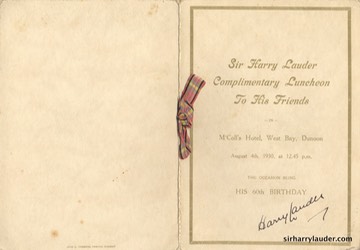 Sir Harry Lauder
Complimentary Luncheon
To His Friends
M'Coll's Hotel, West Bay, Dunoon
August 4th, 1930, at 12.45 p.m.
THE OCCASION BEING
HIS 60th BIRTHDAY
Harry Lauder
sirharrylauder.com